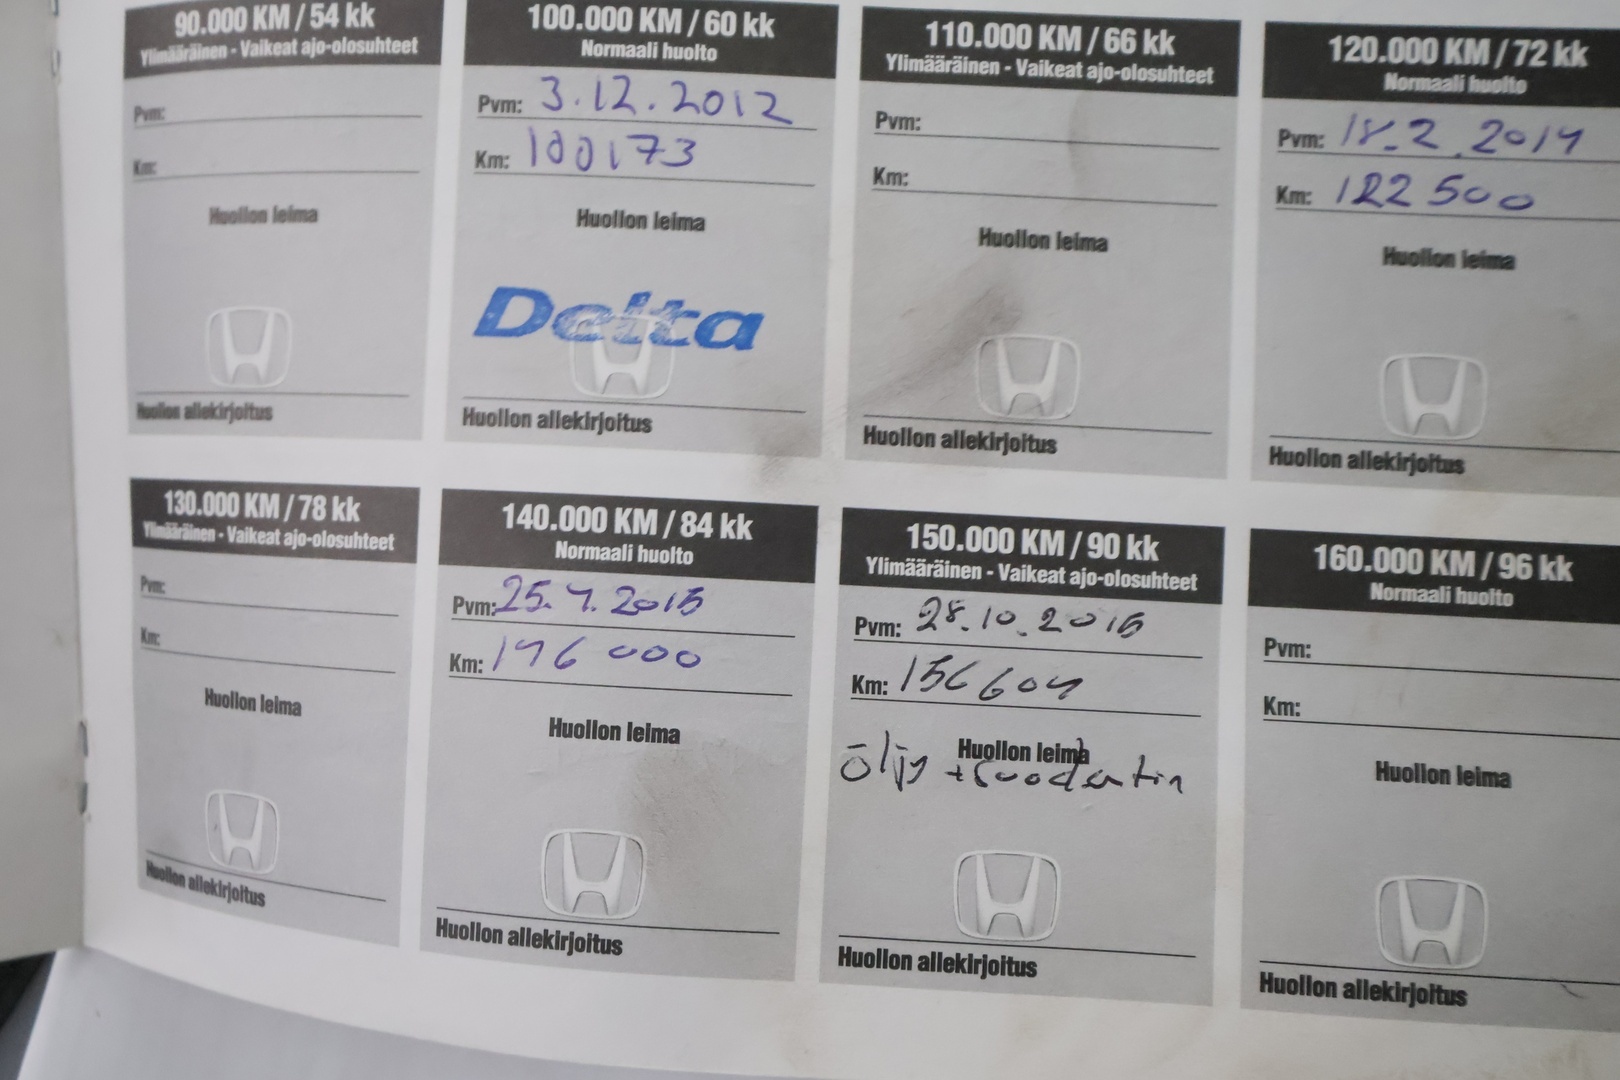 90.000 KM / 54 kk
Ylimääräinen - Vaikeat ajo-olosuhteet
Pvm:
Km:
Huollon leima
Huollon allekirjoitus
100.000 KM / 60 kk
Normaali huolto
Pvm: 3.12.2012
Km: 100173
Huollon leima
Delta
Huollon allekirjoitus
110.000 KM / 66 kk
Ylimääräinen - Vaikeat ajo-olosuhteet
Pvm:
Km:
Huollon leima
Huollon allekirjoitus
120.000 KM / 72 kk
Normaali huolto
Pvm: 18.2.2014
Km: 122 500
Huollon leima
Huollon allekirjoitus
130.000 KM / 78 kk
Ylimääräinen - Vaikeat ajo-olosuhteet
Pvm:
Km:
Huollon leima
Huollon allekirjoitus
140.000 KM / 84 kk
Normaali huolto
Pvm:
Km: 146 000
Huollon leima
Huollon allekirjoitus
150.000 KM / 90 kk
Ylimääräinen - Vaikeat ajo-olosuhteet
Pvm: 28.10.2016
Km: 156604
Huollon leima
öljy + suodatin
Huollon allekirjoitus
160.000 KM / 96 kk
Normaali huolto
Pvm:
Km:
Huollon leima
Huollon allekirjoitus